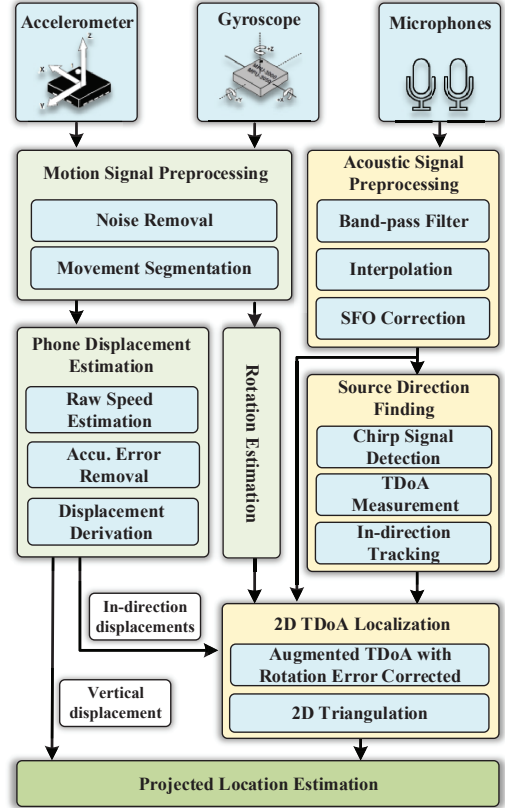 Accelerometer
Gyroscope
Microphones
Z
X
Y
+Z
+Y
+X
Motion Signal Preprocessing
Noise Removal
Movement Segmentation
Acoustic Signal
Preprocessing
Band-pass Filter
Interpolation
SFO Correction
Phone Displacement
Estimation
Raw Speed
Estimation
Accu. Error
Removal
Displacement
Derivation
Rotation Estimation
Source Direction
Finding
Chirp Signal
Detection
TDoA
Measurement
In-direction
Tracking
In-direction
displacements
Vertical
displacement
2D TDoA Localization
Augmented TDoA with
Rotation Error Corrected
2D Triangulation
Projected Location Estimation